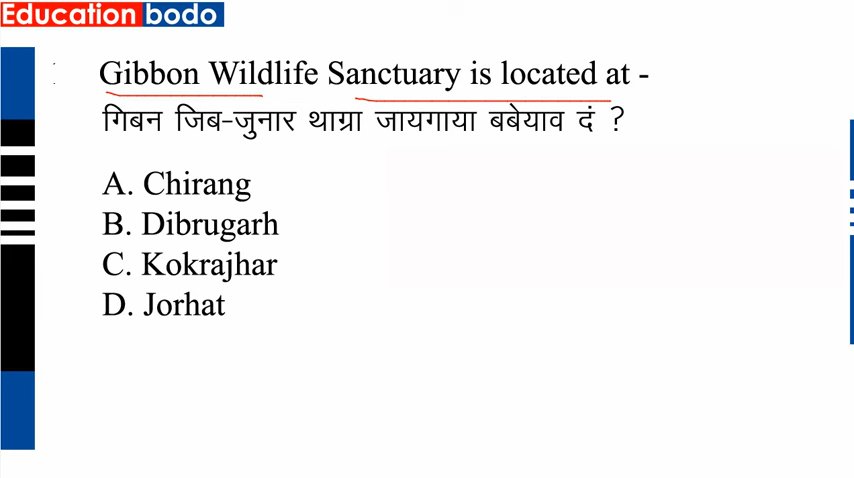 Education bodo
Gibbon Wildlife Sanctuary is located at -
गिबन जिब-जुनार थाग्रा जायगाया बबेयाव दं ?
A. Chirang
B. Dibrugarh
C. Kokrajhar
D. Jorhat